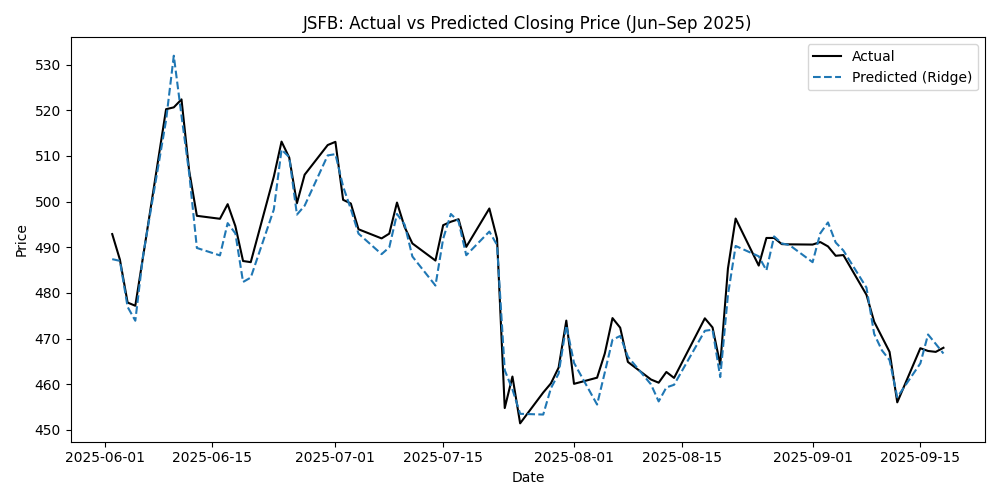 JSFB: Actual vs Predicted Closing Price (Jun–Sep 2025)
Actual
Predicted (Ridge)
Price
530
520
510
500
490
480
470
460
450
2025-06-01 2025-06-15 2025-07-01 2025-07-15 2025-08-01 2025-08-15 2025-09-01 2025-09-15
Date